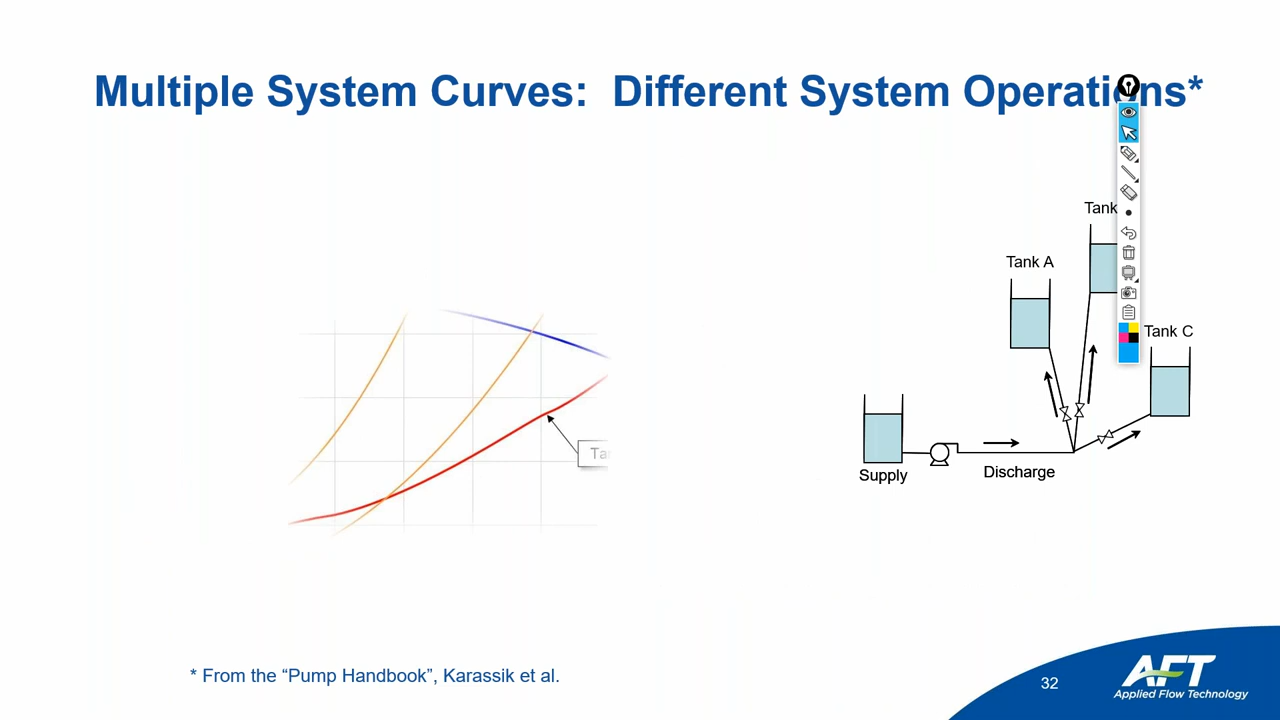 Multiple System Curves: Different System Operations*
Tank
Tank A
Tank C
Supply
Discharge
* From the “Pump Handbook”, Karassik et al.
32
AFT
Applied Flow Technology